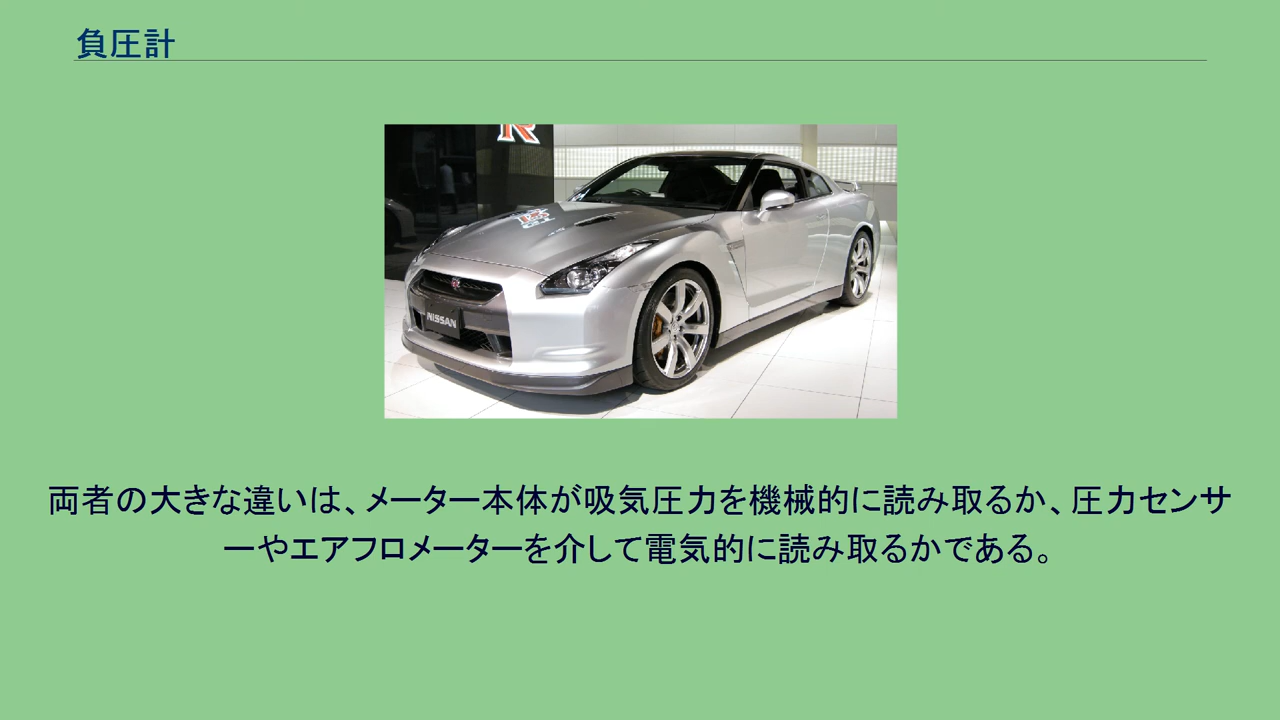 負圧計
R
NISSAN
両者の大きな違いは、メーター本体が吸気圧力を機械的に読み取るか、圧力センサ
ーやエアフロメーターを介して電気的に読み取るかである。